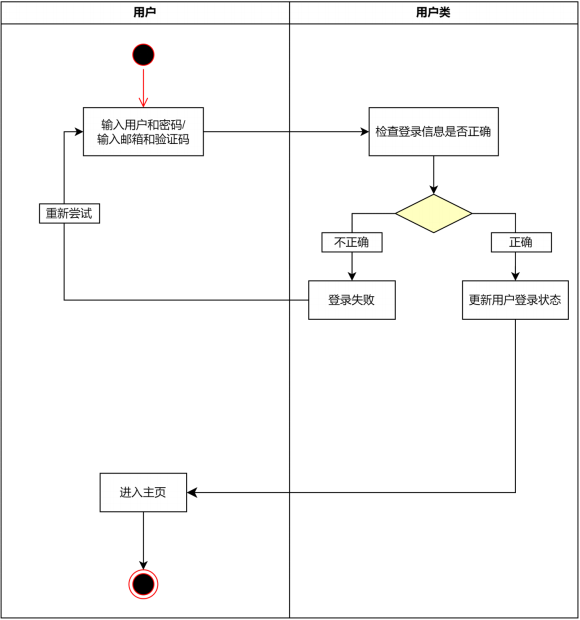 用户
用户类
输入用户和密码/
输入邮箱和验证码
检查登录信息是否正确
重新尝试
不正确
正确
登录失败
更新用户登录状态
进入主页